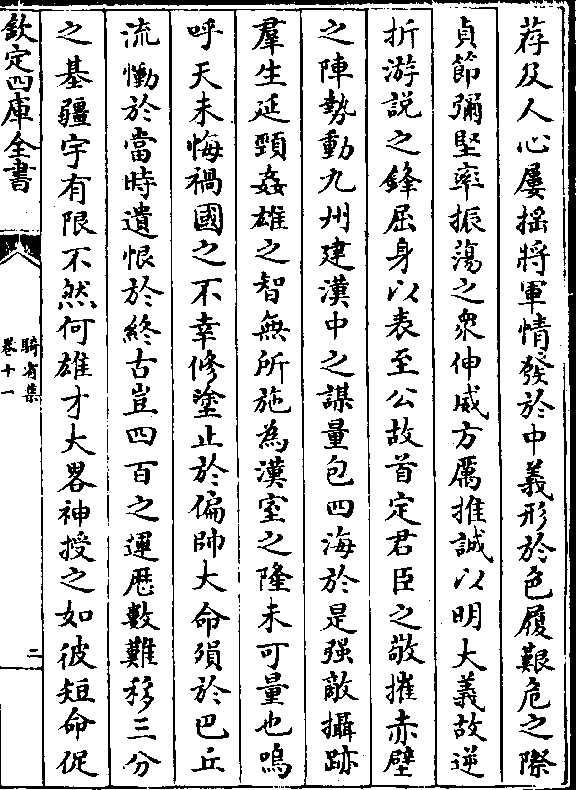 荐及人心屢揺將軍情發於中義形於色履艱危之際
貞節彌堅率振蕩之衆伸威方厲推誠以明大義故逆
折游説之鋒屈身以表至公故首定君臣之敬摧赤壁
之陣勢動九州建漢中之謀量包四海於是强敵攝跡
羣生延頸姦雄之智無所施為漢室之隆未可量也嗚
呼天未悔禍國之不幸修塗止於偏帥大命殞於巴丘
流慟於當時遺恨於終古豈四百之運歴數難移三分
之基疆宇有限不然何雄才大畧神授之如彼短命促
欽定四庫全書
騎省集
卷十一
二